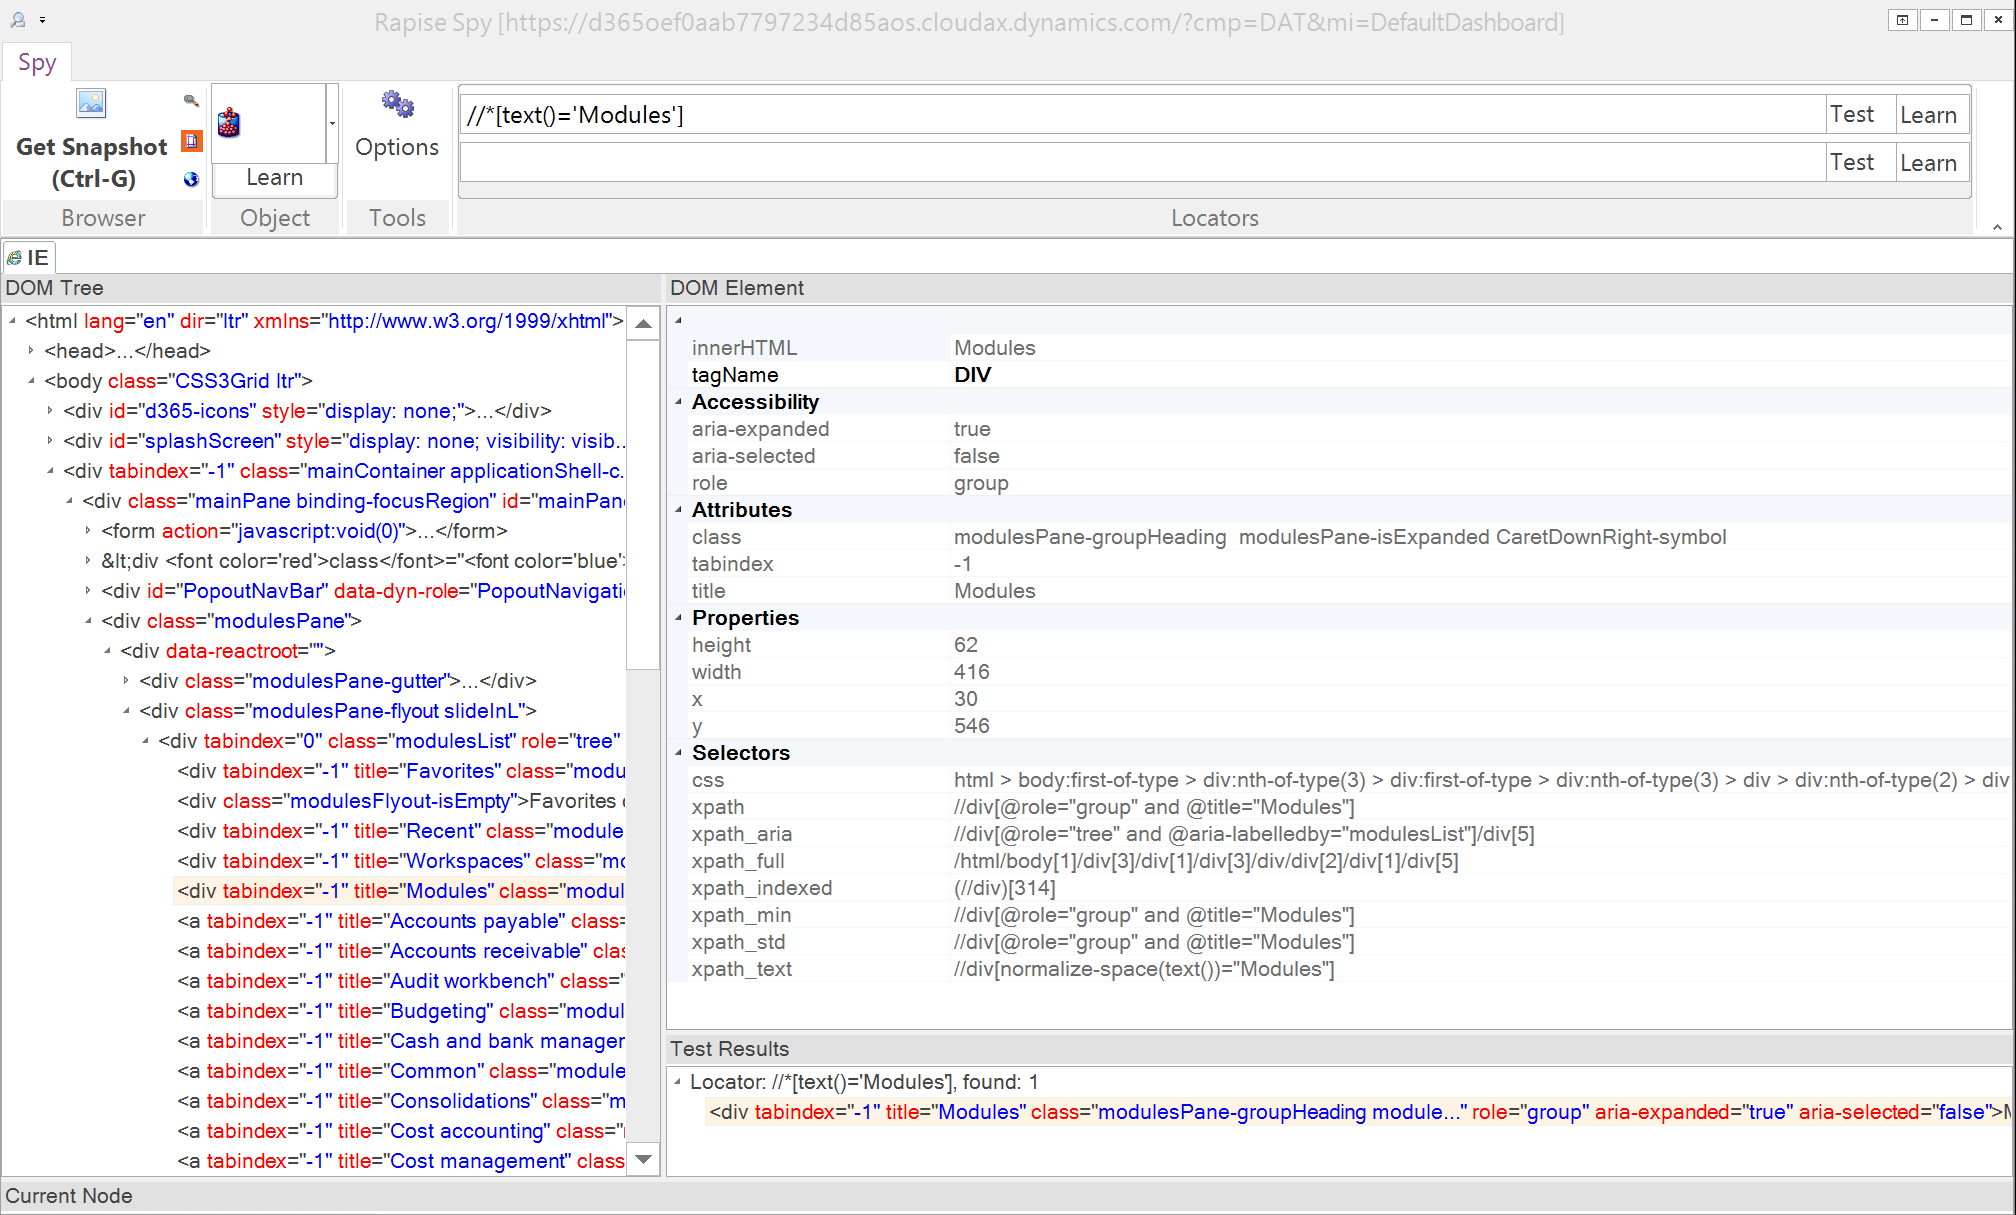 Rapise Spy [https://d365oef0aab7797234d85aos.cloudax.dynamics.com/?cmp=DAT&mi=DefaultDashboard]
Spy
Get Snapshot
(Ctrl-G)
Browser
Learn
Object
Options
Tools
//*[text()='Modules']
Test
Learn
Test
Learn
Locators
IE
DOM Tree
<html lang="en" dir="ltr" xmlns="http://www.w3.org/1999/xhtml">
<head>...</head>
<body class="CSS3Grid ltr">
<div id="d365-icons" style="display: none;">...</div>
<div id="splashScreen" style="display: none; visibility: visib...
<div tabindex="-1" class="mainContainer applicationShell-c.
<div class="mainPane binding-focusRegion" id="mainPane
<form action="javascript:void(0)">...</form>
&lt;div <font color='red'>class</font>="<font color='blue'>
<div id="PopoutNavBar" data-dyn-role="PopoutNavigati
<div class="modulesPane">
<div data-reactroot="">
<div class="modulesPane-gutter">...</div>
<div class="modulesPane-flyout slideInL">
<div tabindex="0" class="modulesList" role="tree"
<div tabindex="-1" title="Favorites" class="modu
<div class="modulesFlyout-isEmpty">Favorites
<div tabindex="-1" title="Recent" class="module
<div tabindex="-1" title="Workspaces" class="mo
<div tabindex="-1" title="Modules" class="modul
<a tabindex="-1" title="Accounts payable" class=
<a tabindex="-1" title="Accounts receivable" clas
<a tabindex="-1" title="Audit workbench" class="
<a tabindex="-1" title="Budgeting" class="modul
<a tabindex="-1" title="Cash and bank manager
<a tabindex="-1" title="Common" class="module
<a tabindex="-1" title="Consolidations" class="m
<a tabindex="-1" title="Cost accounting" class="
<a tabindex="-1" title="Cost management" class
DOM Element
innerHTML Modules
tagName DIV
Accessibility
aria-expanded true
aria-selected false
role group
Attributes
class modulesPane-groupHeading  modulesPane-isExpanded CaretDownRight-symbol
tabindex -1
title Modules
Properties
height 62
width 416
x 30
y 546
Selectors
css html > body:first-of-type > div:nth-of-type(3) > div:first-of-type > div:nth-of-type(3) > div > div:nth-of-type(2) > div
xpath //div[@role="group" and @title="Modules"]
xpath_aria //div[@role="tree" and @aria-labelledby="modulesList"]/div[5]
xpath_full /html/body[1]/div[3]/div[1]/div[3]/div/div[2]/div[1]/div[5]
xpath_indexed (//div)[314]
xpath_min //div[@role="group" and @title="Modules"]
xpath_std //div[@role="group" and @title="Modules"]
xpath_text //div[normalize-space(text())="Modules"]
Test Results
Locator: //*[text()='Modules'], found: 1
<div tabindex="-1" title="Modules" class="modulesPane-groupHeading module..." role="group" aria-expanded="true" aria-selected="false">M
Current Node